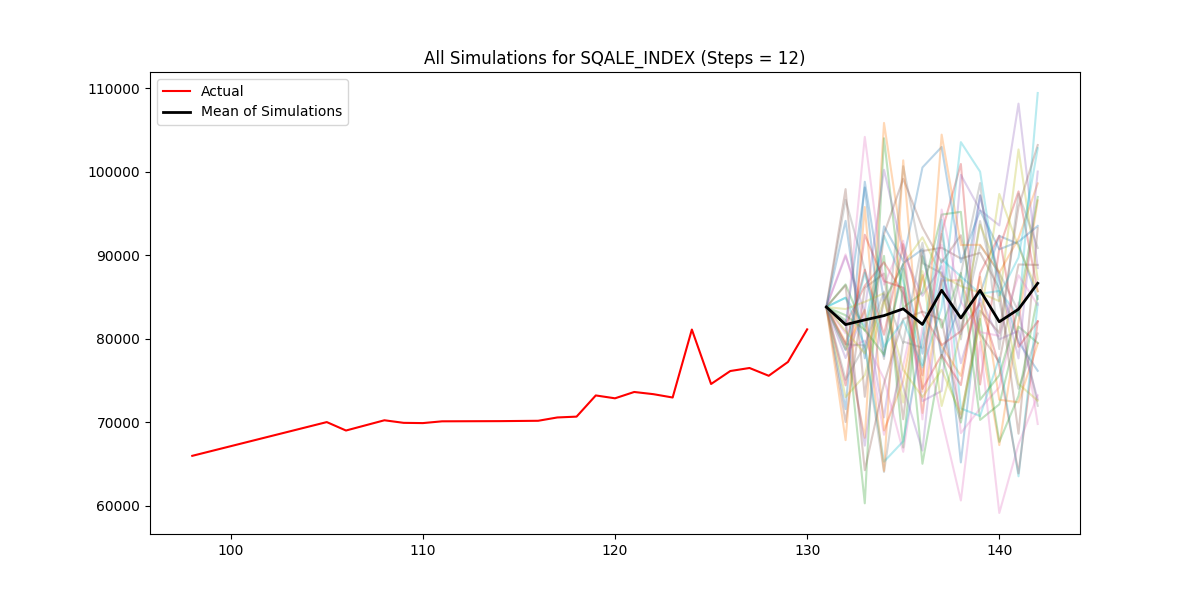 All Simulations for SQALE_INDEX (Steps = 12)
Actual
Mean of Simulations
110000
100000
90000
80000
70000
60000
100 110 120 130 140